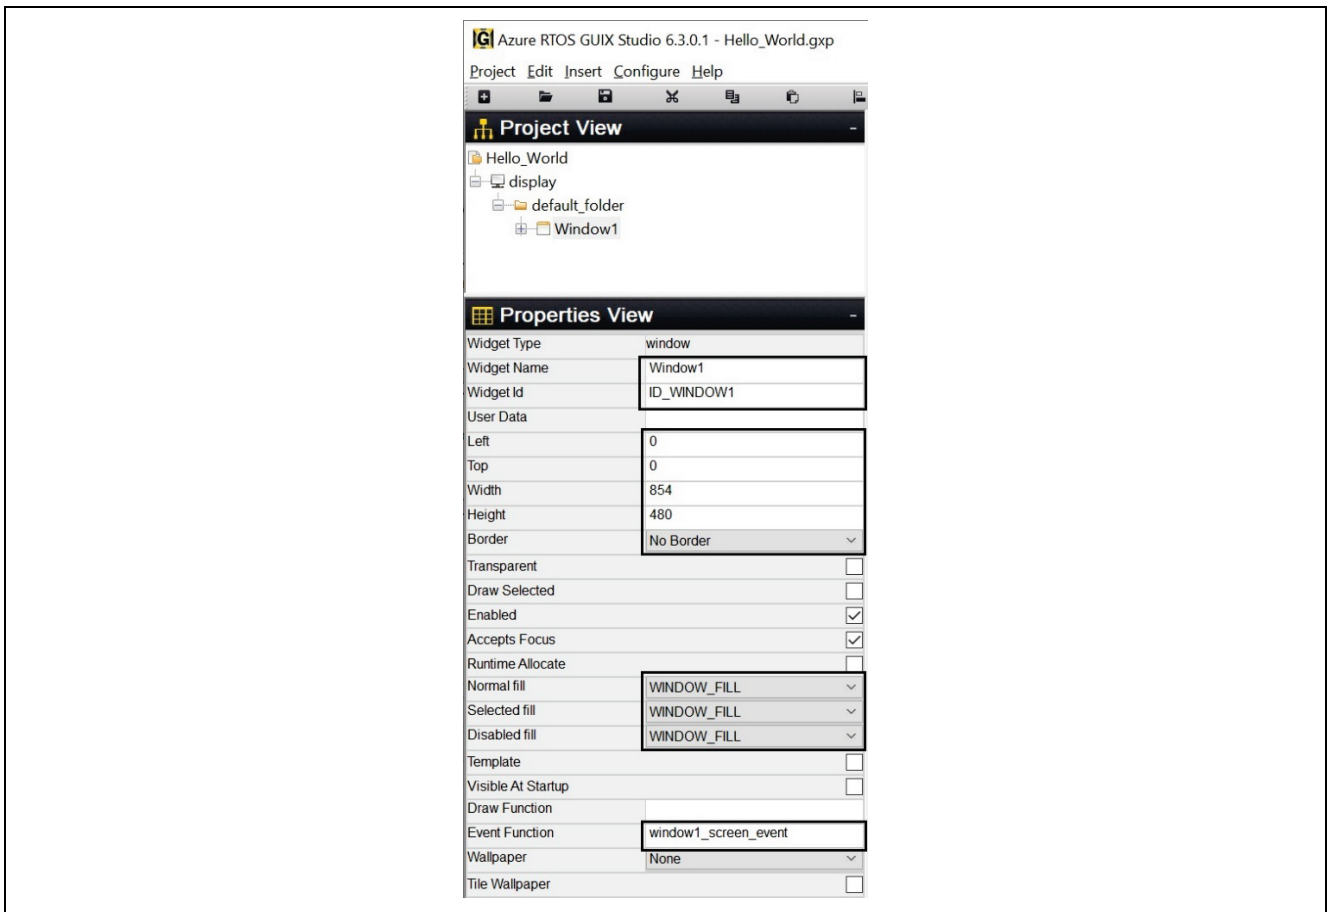 Azure RTOS GUIX Studio 6.3.0.1 - Hello_World.gxp
Project Edit Insert Configure Help
Project View -
Hello_World
display
default_folder
Window1
Properties View -
Widget Type window
Widget Name Window1
Widget Id ID_WINDOW1
User Data
Left 0
Top 0
Width 854
Height 480
Border No Border
Transparent
Draw Selected
Enabled
Accepts Focus
Runtime Allocate
Normal fill WINDOW_FILL
Selected fill WINDOW_FILL
Disabled fill WINDOW_FILL
Template
Visible At Startup
Draw Function
Event Function window1_screen_event
Wallpaper None
Tile Wallpaper